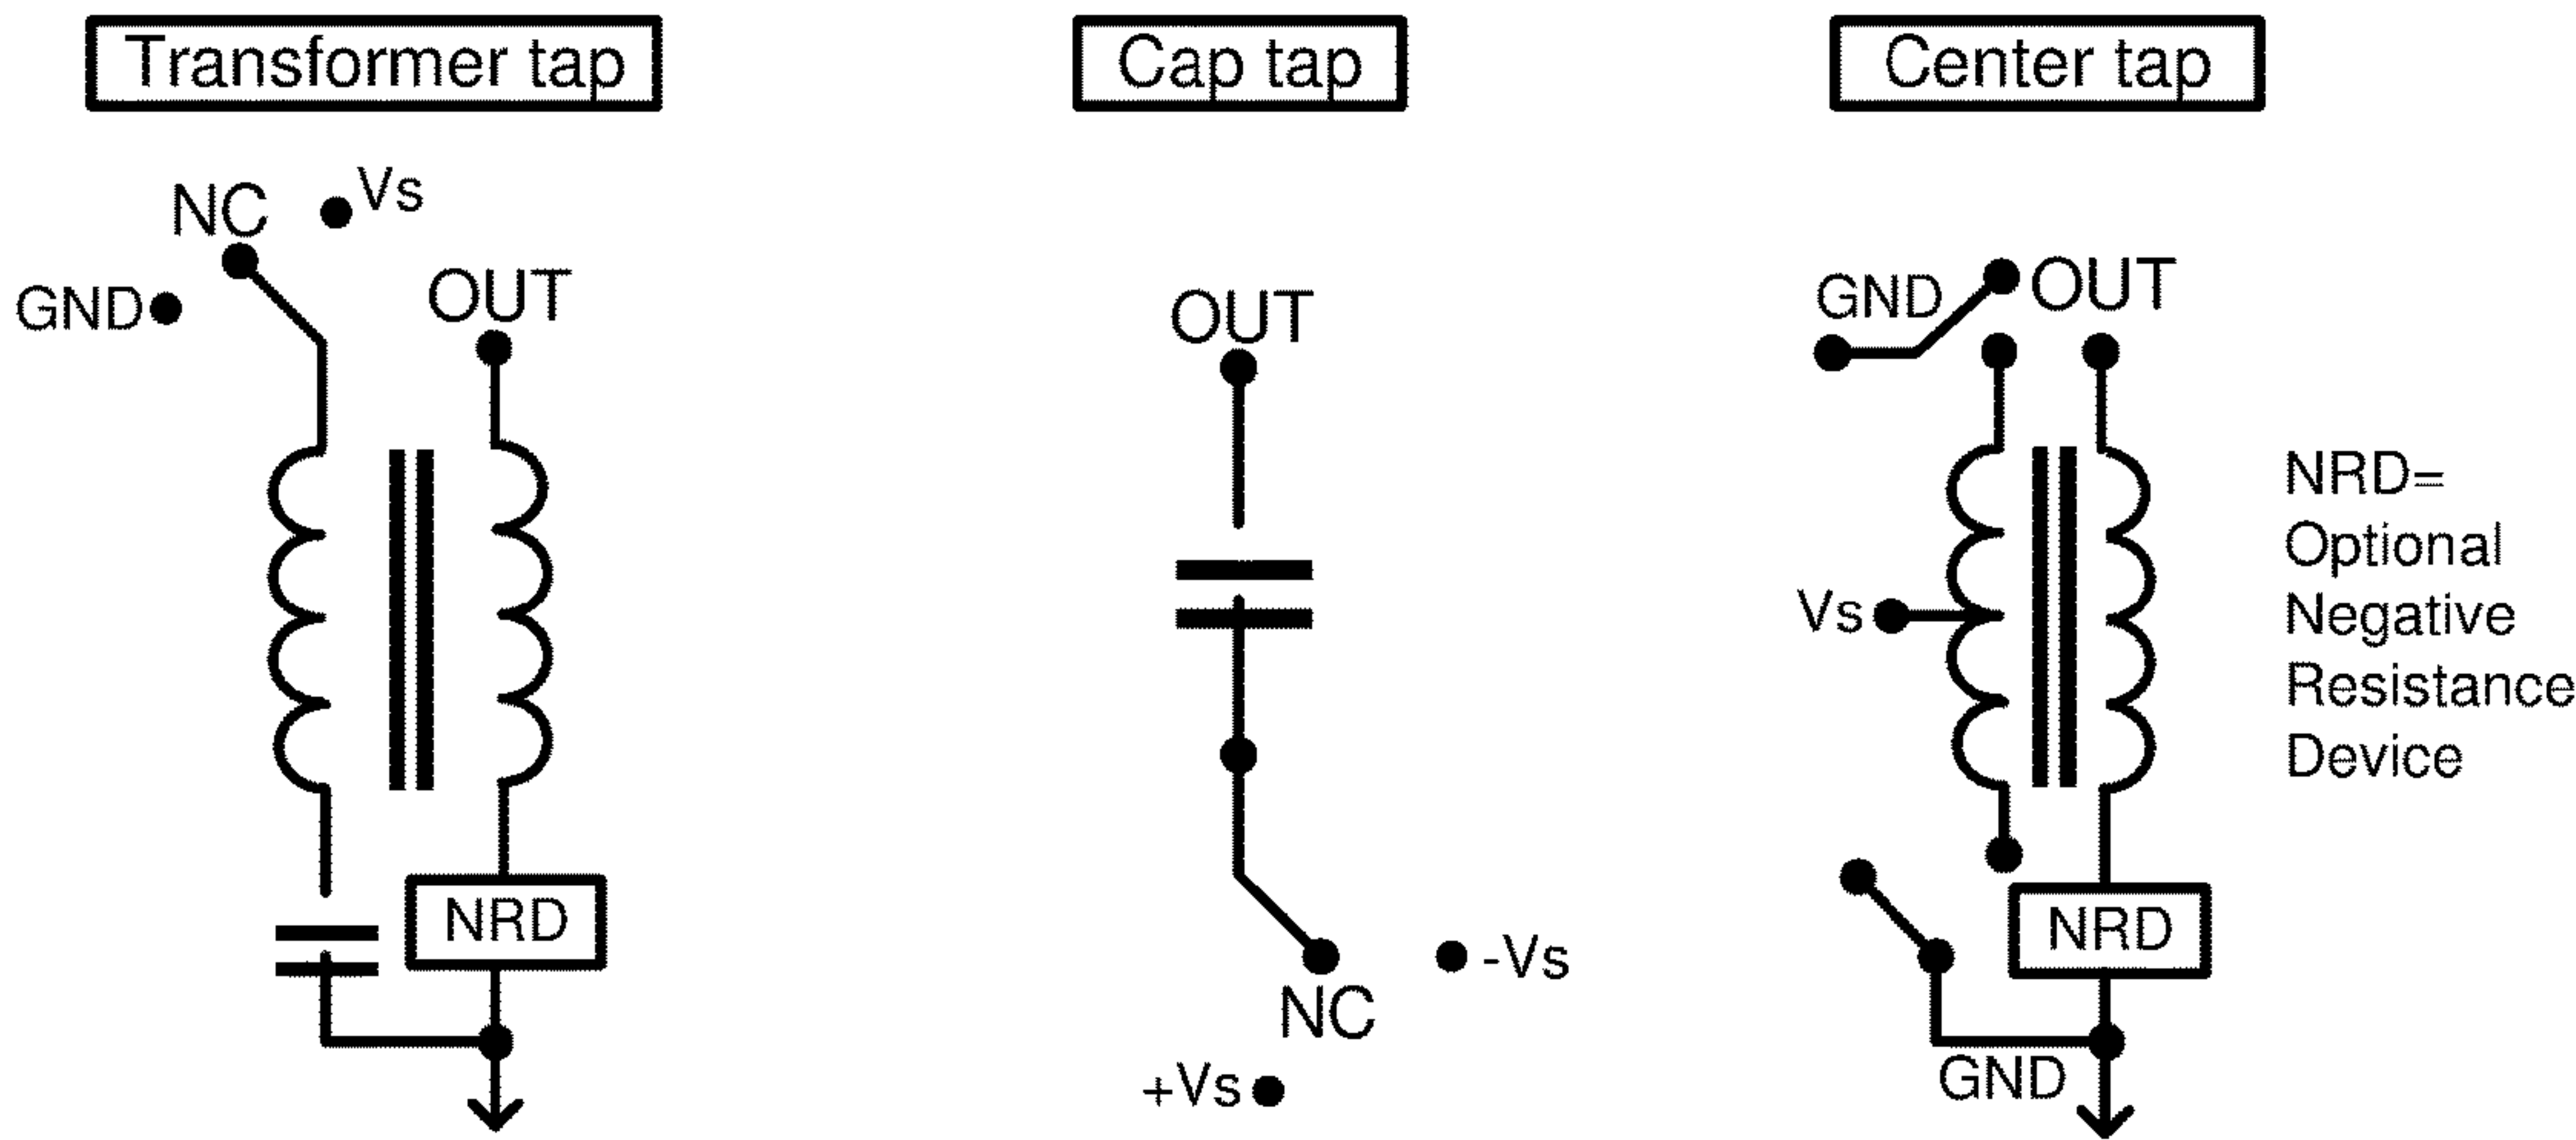 Transformer tap
Cap tap
Center tap
NC
Vs
GND
OUT
NRD
OUT
NC
-Vs
+Vs
GND
OUT
Vs
NRD
GND
NRD=
Optional
Negative
Resistance
Device